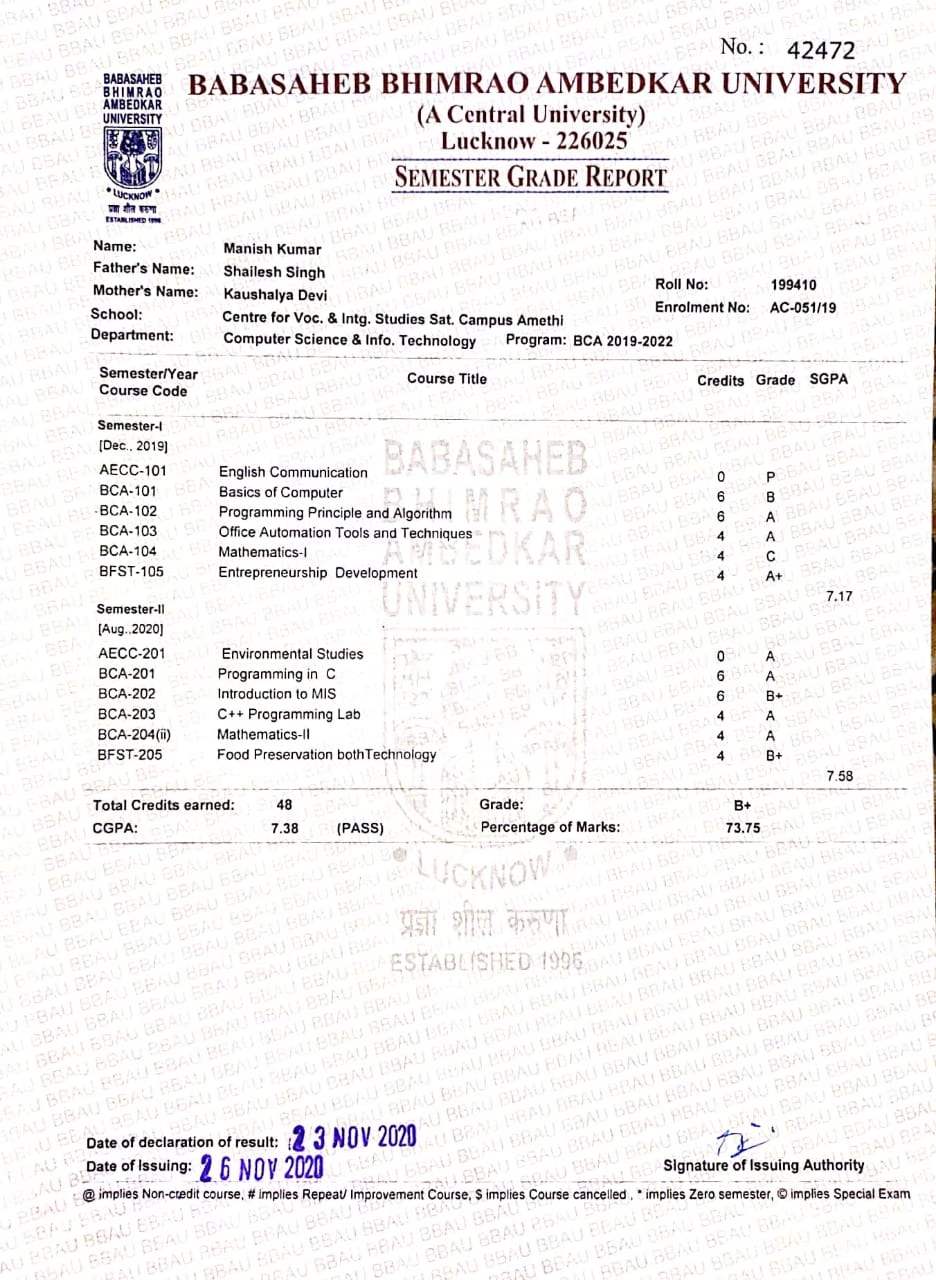 No. : 42472
BABASAHEB
BHIMRAO
AMBEDKAR
UNIVERSITY
LUCKNOW
प्रज्ञा शील करुणा
ESTABLISHED 1996
BABASAHEB BHIMRAO AMBEDKAR UNIVERSITY
(A Central University)
Lucknow - 226025
SEMESTER GRADE REPORT
Name: Manish Kumar
Father's Name: Shailesh Singh
Mother's Name: Kaushalya Devi Roll No: 199410
School: Centre for Voc. & Intg. Studies Sat. Campus Amethi Enrolment No: AC-051/19
Department: Computer Science & Info. Technology Program: BCA 2019-2022
Semester/Year Course Title Credits Grade SGPA
Course Code
Semester-I
[Dec., 2019]
AECC-101 English Communication 0 P
BCA-101 Basics of Computer 6 B
BCA-102 Programming Principle and Algorithm 6 A
BCA-103 Office Automation Tools and Techniques 4 A
BCA-104 Mathematics-I 4 C
BFST-105 Entrepreneurship Development 4 A+
7.17
Semester-II
[Aug.,2020]
AECC-201 Environmental Studies 0 A
BCA-201 Programming in C 6 A
BCA-202 Introduction to MIS 6 B+
BCA-203 C++ Programming Lab 4 A
BCA-204(ii) Mathematics-II 4 A
BFST-205 Food Preservation bothTechnology 4 B+
7.58
Total Credits earned: 48 Grade: B+
CGPA: 7.38 (PASS) Percentage of Marks: 73.75
BABASAHEB
BHIMRAO
AMBEDKAR
UNIVERSITY
LUCKNOW
प्रज्ञा शील करुणा
ESTABLISHED 1996
Date of declaration of result: 23 NOV 2020
Date of Issuing: 26 NOV 2020
Signature of Issuing Authority
@ implies Non-credit course, # implies Repeat/ Improvement Course, $ implies Course cancelled , * implies Zero semester, © implies Special Exam